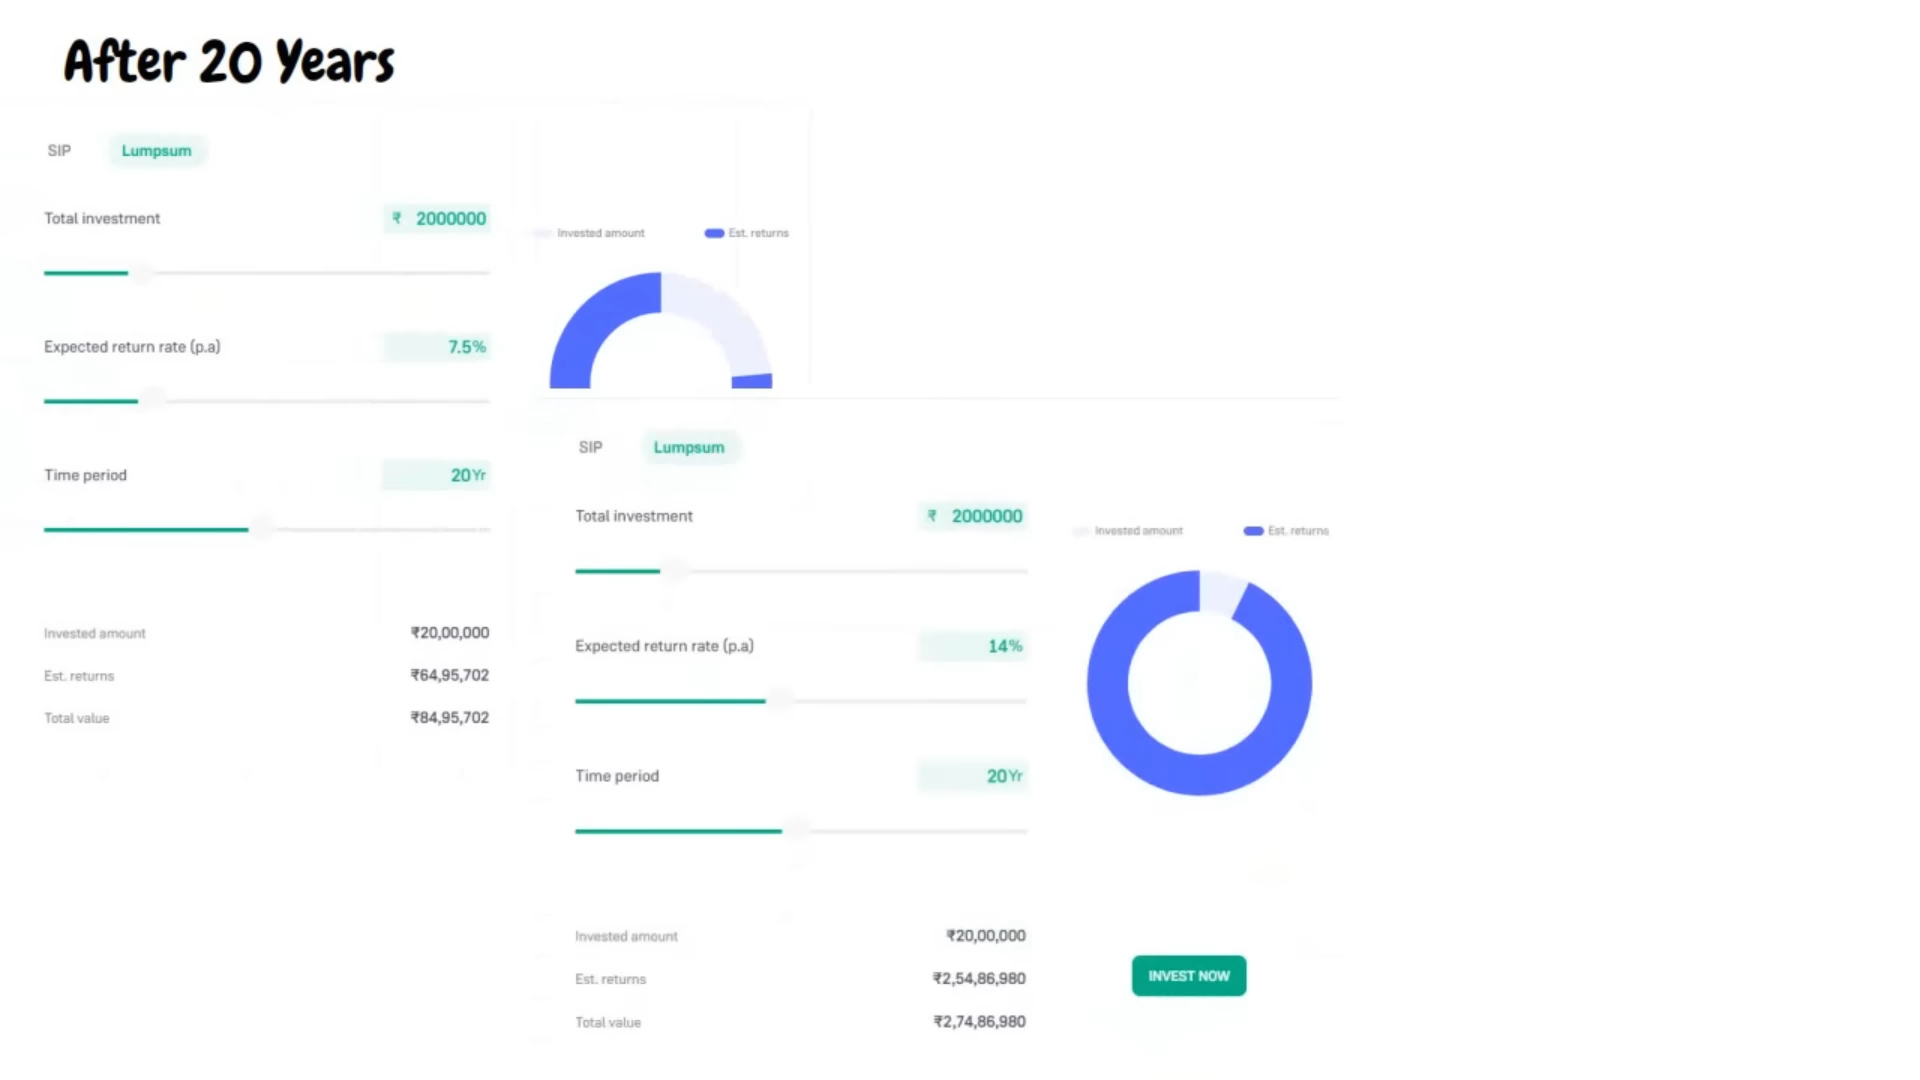 After 20 Years
SIP Lumpsum
Total investment ₹ 2000000
Invested amount Est. returns
Expected return rate (p.a) 7.5%
Time period 20Yr
Invested amount ₹20,00,000
Est. returns ₹64,95,702
Total value ₹84,95,702
SIP Lumpsum
Total investment ₹ 2000000
Invested amount Est. returns
Expected return rate (p.a) 14%
Time period 20Yr
Invested amount ₹20,00,000
Est. returns ₹2,54,86,980
Total value ₹2,74,86,980
INVEST NOW